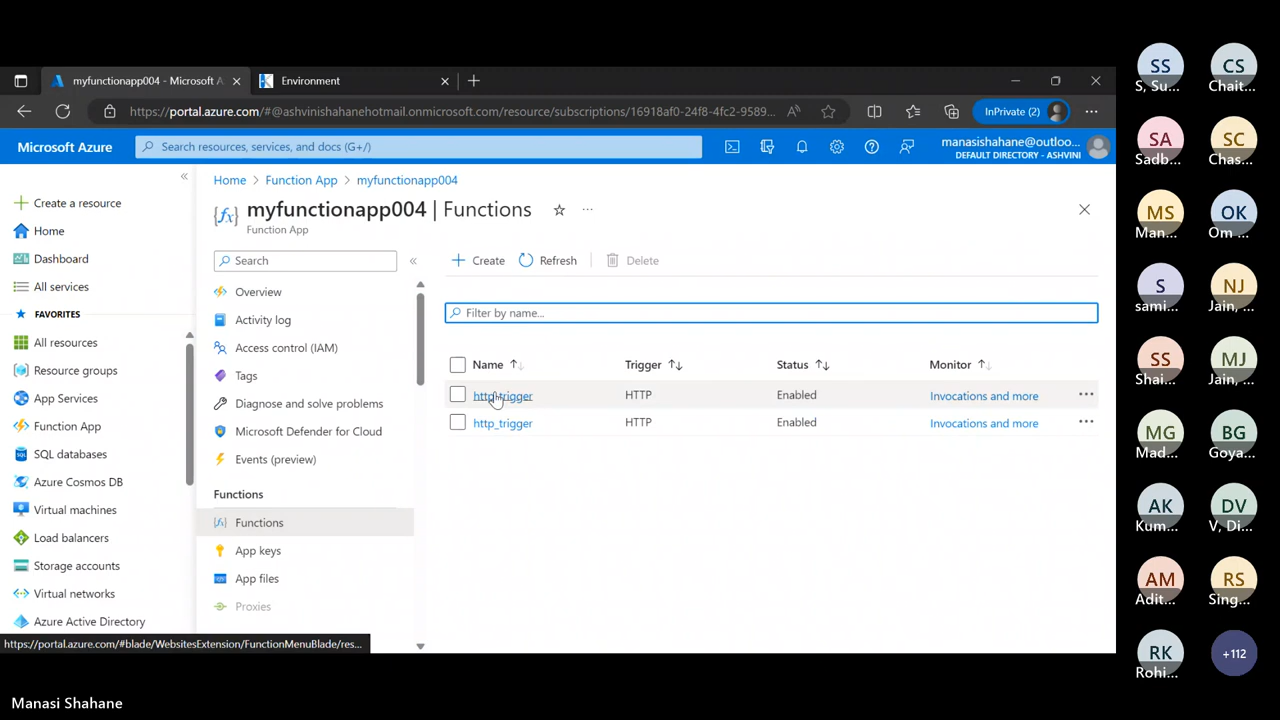 myfunctionapp004 - Microsoft A
Environment
https://portal.azure.com/#@ashvinishahanehotmail.onmicrosoft.com/resource/subscriptions/16918af0-24f8-4fc2-9589...
InPrivate (2)
Microsoft Azure
Search resources, services, and docs (G+/)
manasishahane@outloo...
DEFAULT DIRECTORY - ASHVINI
Create a resource
Home
Dashboard
All services
FAVORITES
All resources
Resource groups
App Services
Function App
SQL databases
Azure Cosmos DB
Virtual machines
Load balancers
Storage accounts
Virtual networks
Azure Active Directory
https://portal.azure.com/#blade/WebsitesExtension/FunctionMenuBlade/res...
Home > Function App > myfunctionapp004
myfunctionapp004 | Functions
Function App
Search
Overview
Activity log
Access control (IAM)
Tags
Diagnose and solve problems
Microsoft Defender for Cloud
Events (preview)
Functions
Functions
App keys
App files
Proxies
Create Refresh Delete
Filter by name...
Name Trigger Status Monitor
http_trigger HTTP Enabled Invocations and more
http_trigger HTTP Enabled Invocations and more
SS CS
S, Su... Chait...
SA SC
Sadb... Chas...
MS OK
Man... Om ...
S NJ
sami... Jain, ...
SS MJ
Shai... Jain, ...
MG BG
Mad... Goya...
AK DV
Kum... V, Di...
AM RS
Adit... Sing...
RK +112
Rohi...
Manasi Shahane